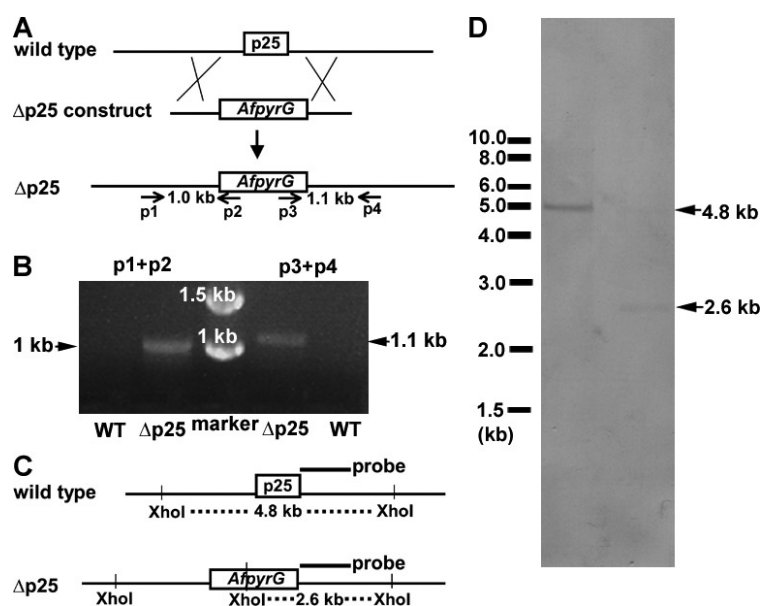 A
wild type
p25
Δp25 construct
AfpyrG
Δp25
AfpyrG
1.0 kb
1.1 kb
p1
p2
p3
p4
B
p1+p2
p3+p4
1.5 kb
1 kb
1 kb
1.1 kb
WT
Δp25
marker
Δp25
WT
C
wild type
p25
probe
XhoI
4.8 kb
XhoI
Δp25
AfpyrG
probe
XhoI
XhoI
2.6 kb
XhoI
D
10.0
8.0
6.0
5.0
4.8 kb
4.0
3.0
2.6 kb
2.0
1.5
(kb)